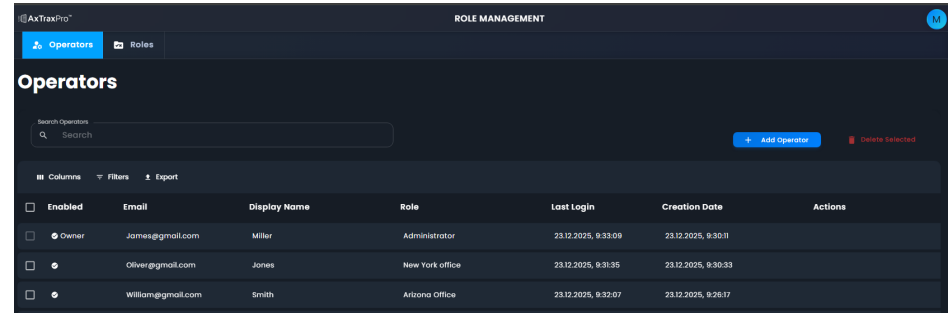 AxTraxPro™ ROLE MANAGEMENT M
Operators Roles
Operators
Search Operators
Search
+ Add Operator Delete Selected
Columns Filters Export
Enabled Email Display Name Role Last Login Creation Date Actions
Owner James@gmail.com Miller Administrator 23.12.2025, 9:33:09 23.12.2025, 9:30:11
Oliver@gmail.com Jones New York office 23.12.2025, 9:31:35 23.12.2025, 9:30:33
William@gmail.com Smith Arizona Office 23.12.2025, 9:32:07 23.12.2025, 9:26:17